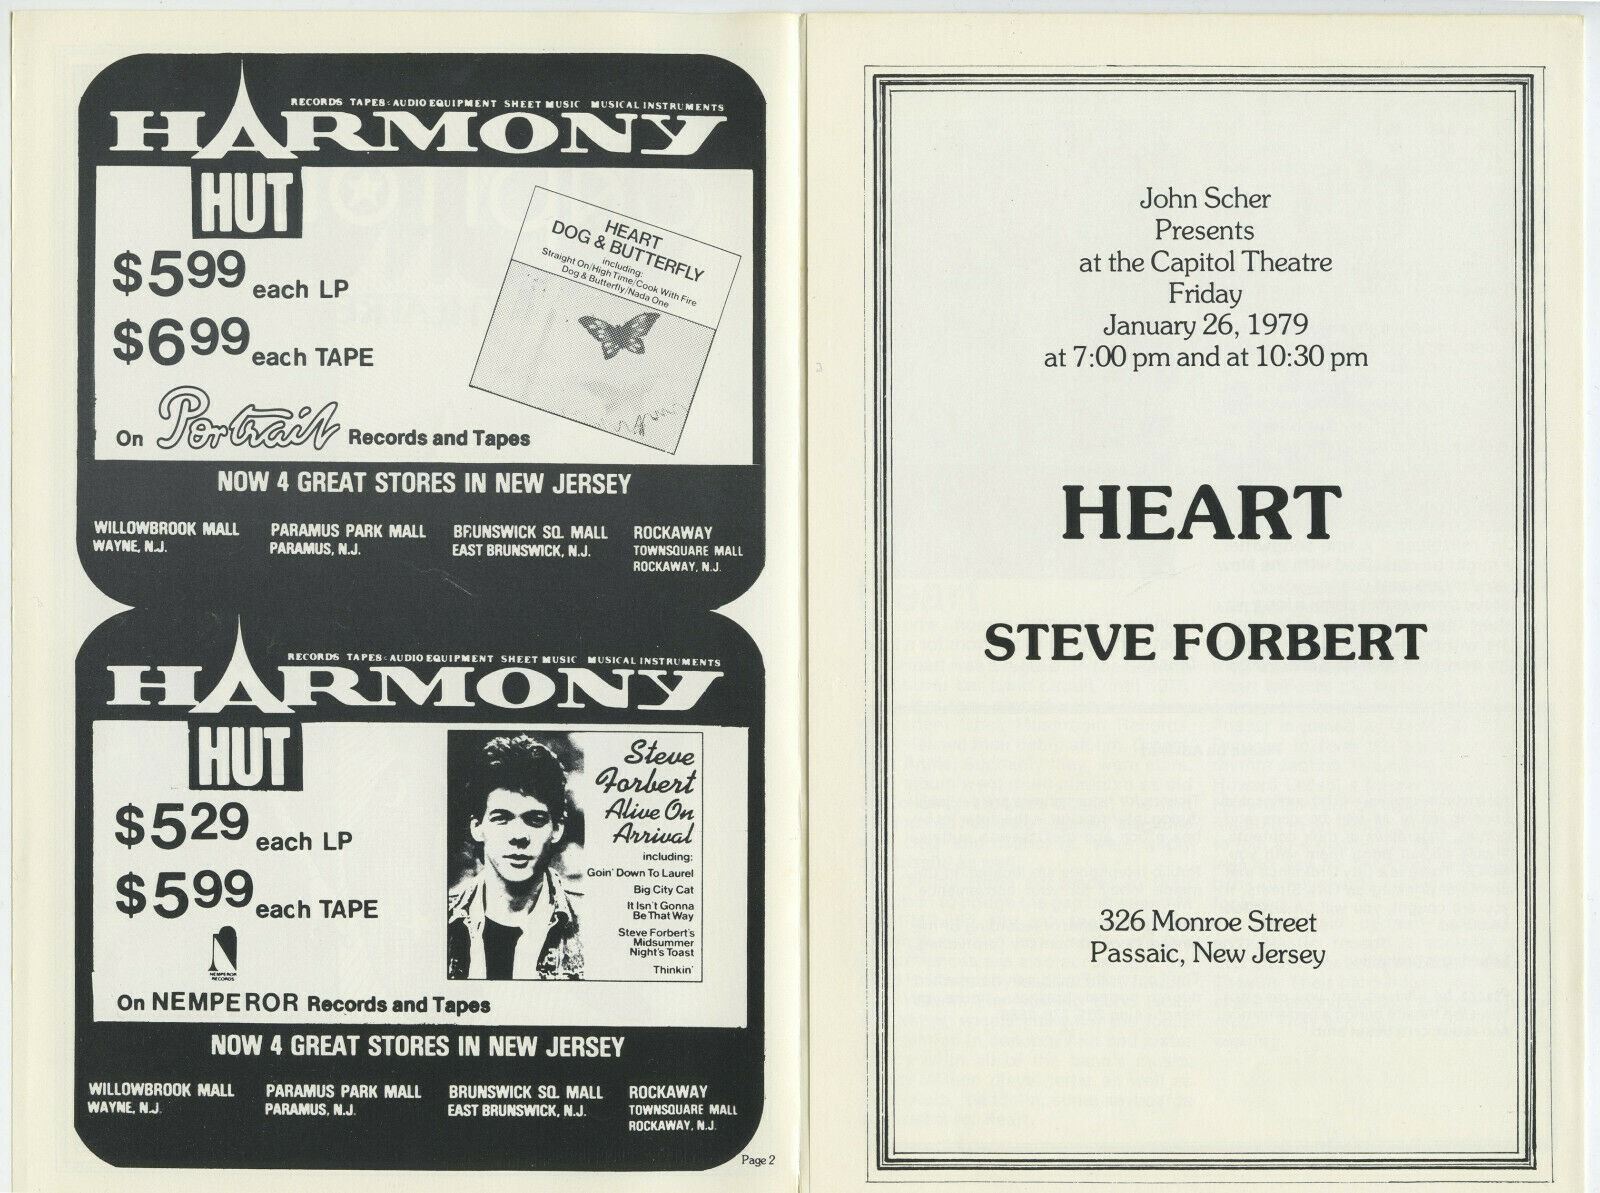 RECORDS TAPES: AUDIO EQUIPMENT SHEET MUSIC MUSICAL INSTRUMENTS
HARMONY
HUT
$5.99 each LP
$6.99 each TAPE
HEART
DOG & BUTTERFLY
including:
Straight On/High Time/Cook With Fire
Dog & Butterfly/Nada One
On Portrait Records and Tapes
NOW 4 GREAT STORES IN NEW JERSEY
WILLOWBROOK MALL
WAYNE, N.J.
PARAMUS PARK MALL
PARAMUS, N.J.
BRUNSWICK SQ. MALL
EAST BRUNSWICK, N.J.
ROCKAWAY
TOWNSQUARE MALL
ROCKAWAY, N.J.
RECORDS TAPES: AUDIO EQUIPMENT SHEET MUSIC MUSICAL INSTRUMENTS
HARMONY
HUT
$5.29 each LP
$5.99 each TAPE
NEMPEROR
RECORDS
Steve
Forbert
Alive On
Arrival
including:
Goin' Down To Laurel
Big City Cat
It Isn't Gonna
Be That Way
Steve Forbert's
Midsummer
Night's Toast
Thinkin'
On NEMPEROR Records and Tapes
NOW 4 GREAT STORES IN NEW JERSEY
WILLOWBROOK MALL
WAYNE, N.J.
PARAMUS PARK MALL
PARAMUS, N.J.
BRUNSWICK SQ. MALL
EAST BRUNSWICK, N.J.
ROCKAWAY
TOWNSQUARE MALL
ROCKAWAY, N.J.
Page 2
John Scher
Presents
at the Capitol Theatre
Friday
January 26, 1979
at 7:00 pm and at 10:30 pm
HEART
STEVE FORBERT
326 Monroe Street
Passaic, New Jersey